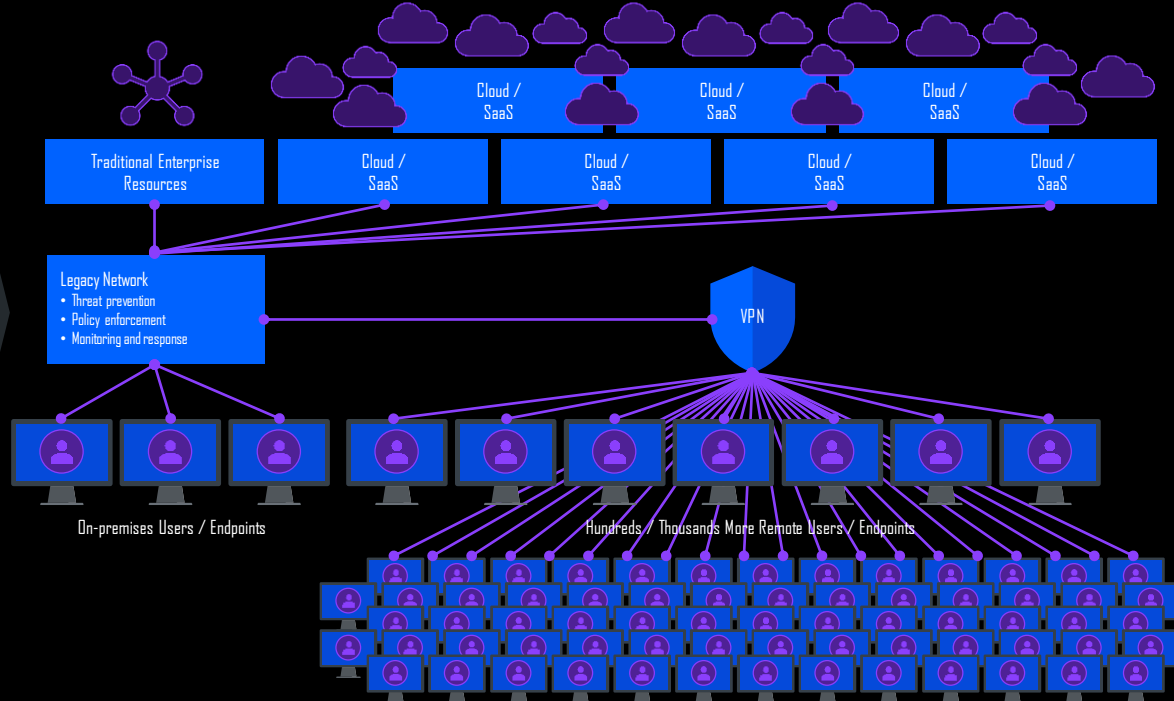 Cloud /
SaaS
Cloud /
SaaS
Cloud /
SaaS
Traditional Enterprise
Resources
Cloud /
SaaS
Cloud /
SaaS
Cloud /
SaaS
Cloud /
SaaS
Legacy Network
• Threat prevention
• Policy enforcement
• Monitoring and response
VPN
On-premises Users / Endpoints
Hundreds / Thousands More Remote Users / Endpoints